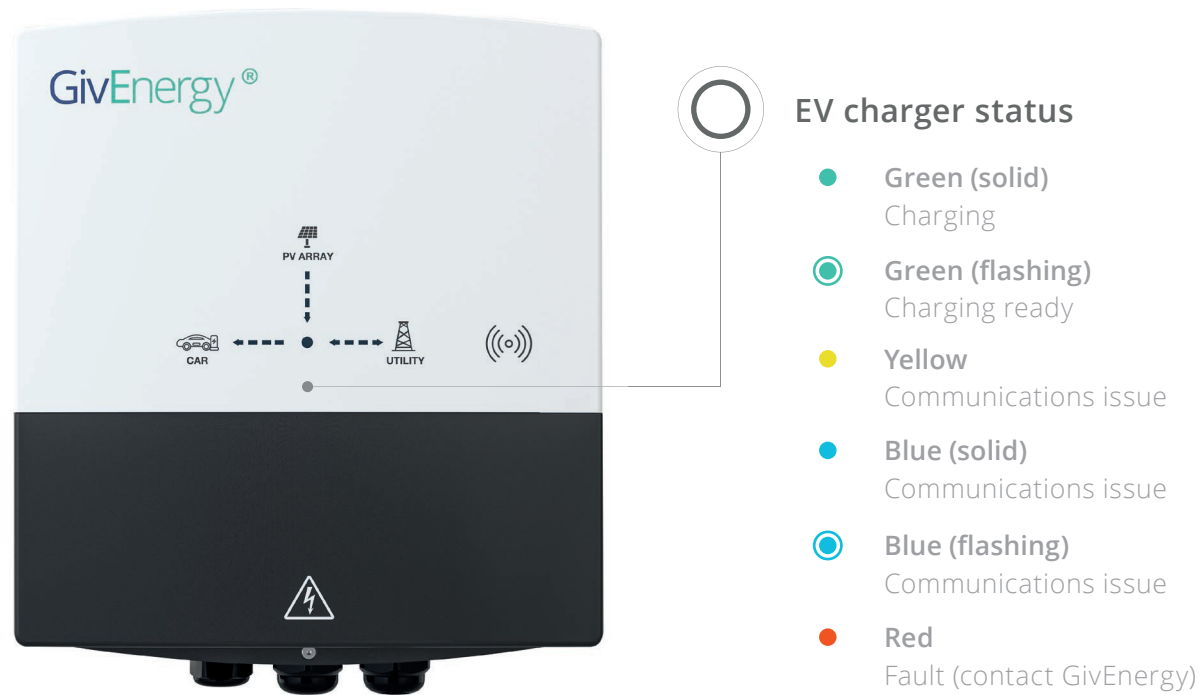 GivEnergy®
PV ARRAY
CAR
UTILITY
EV charger status
Green (solid)
Charging
Green (flashing)
Charging ready
Yellow
Communications issue
Blue (solid)
Communications issue
Blue (flashing)
Communications issue
Red
Fault (contact GivEnergy)